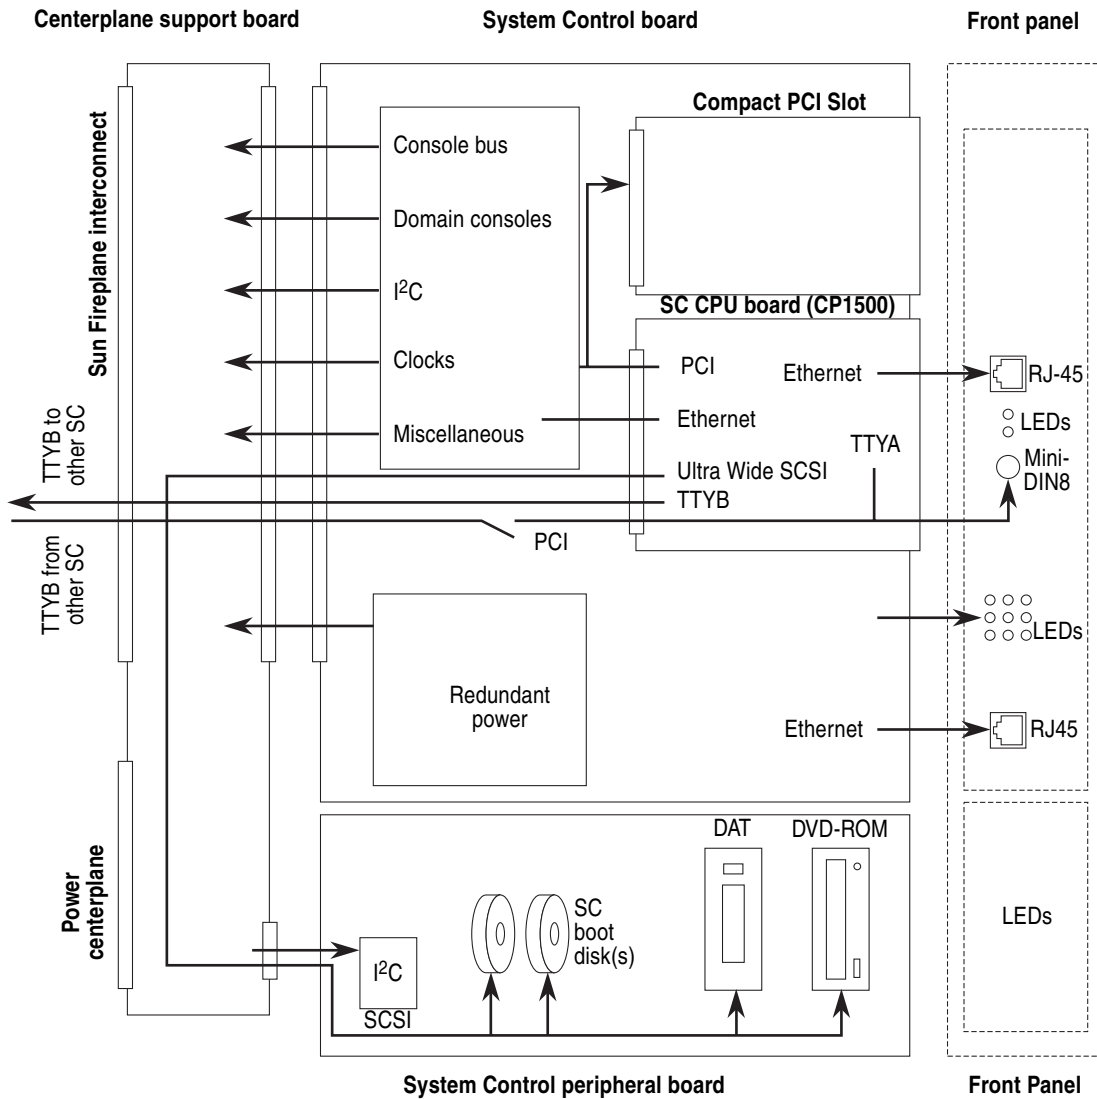 Centerplane support board
System Control board
Front panel
Compact PCI Slot
Console bus
Domain consoles
I²C
Clocks
Miscellaneous
Sun Fireplane interconnect
SC CPU board (CP1500)
PCI
Ethernet
RJ-45
Ethernet
LEDs
TTYA
Ultra Wide SCSI
Mini-
DIN8
TTYB
TTYB to
other SC
PCI
TTYB from
other SC
LEDs
Redundant
power
Ethernet
RJ45
DAT
DVD-ROM
Power
centerplane
SC
boot
disk(s)
LEDs
I²C
SCSI
System Control peripheral board
Front Panel